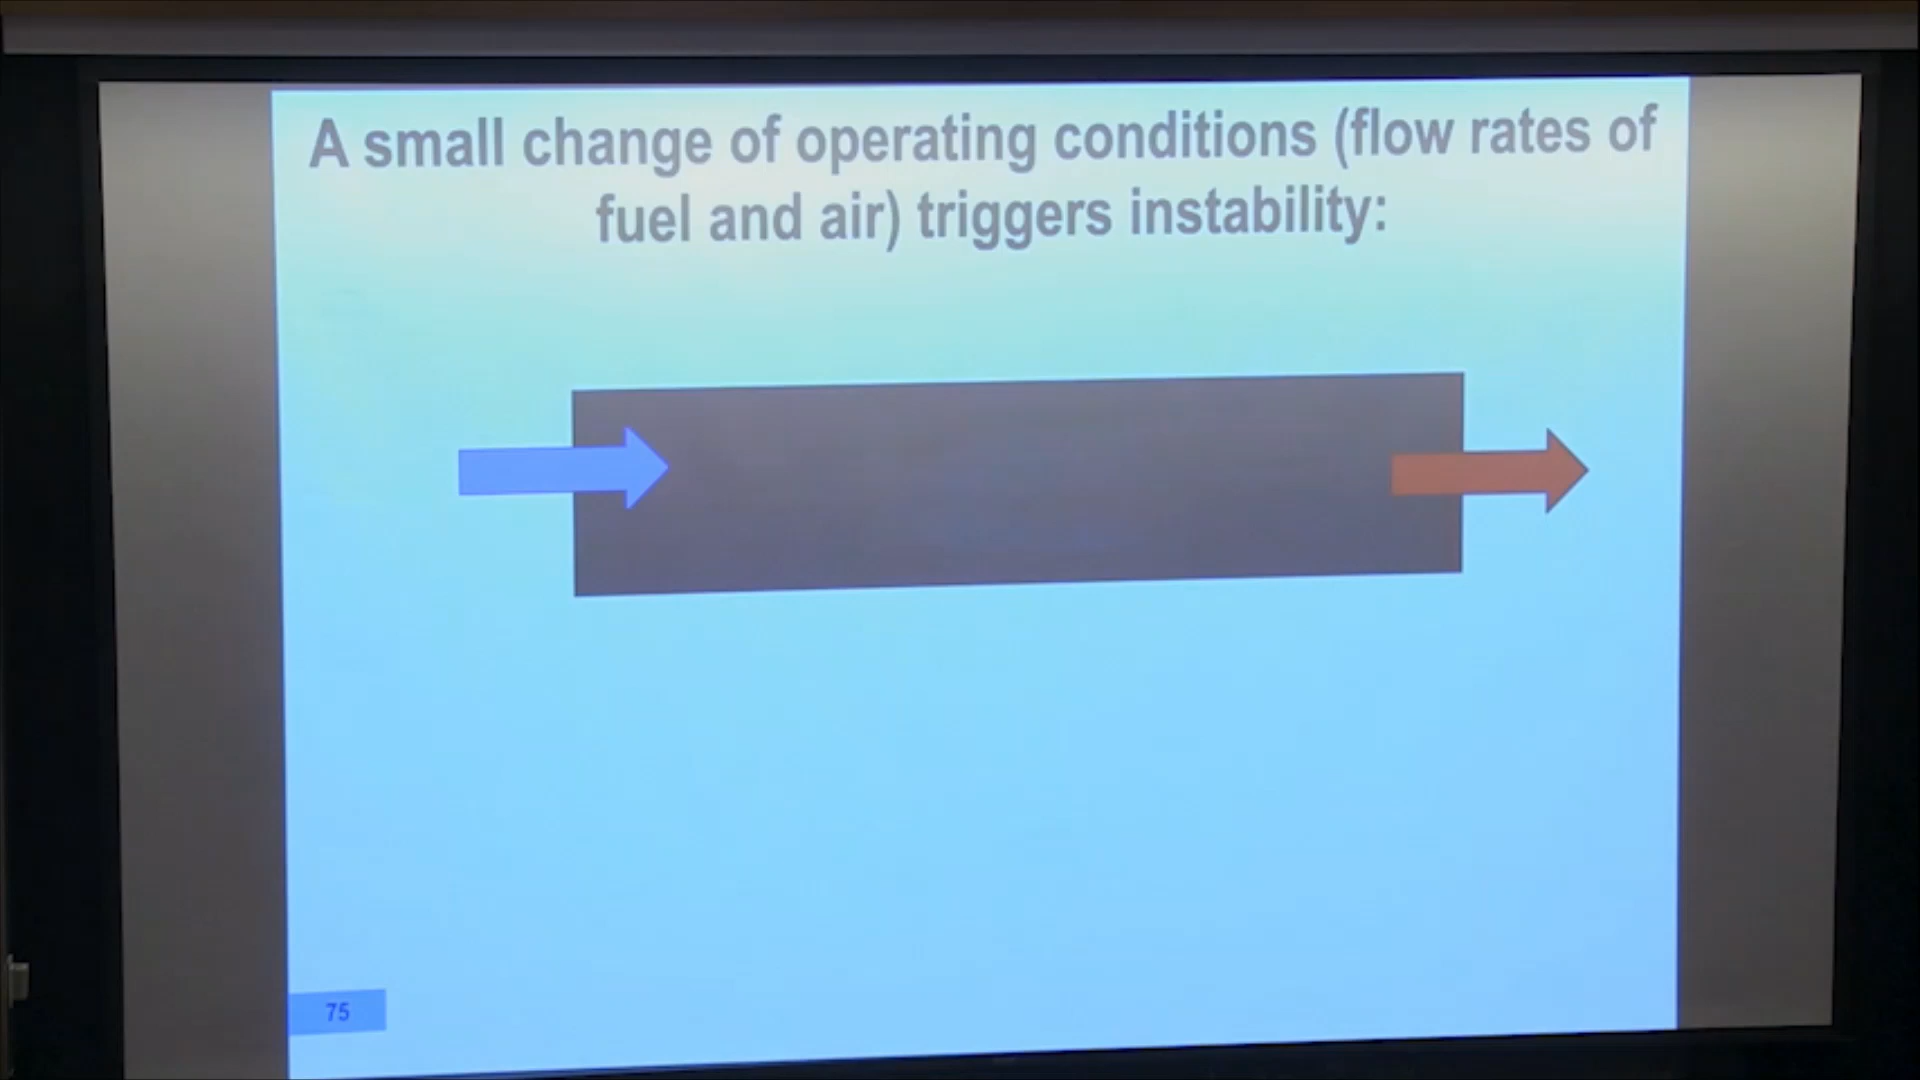 A small change of operating conditions (flow rates of
fuel and air) triggers instability:
75